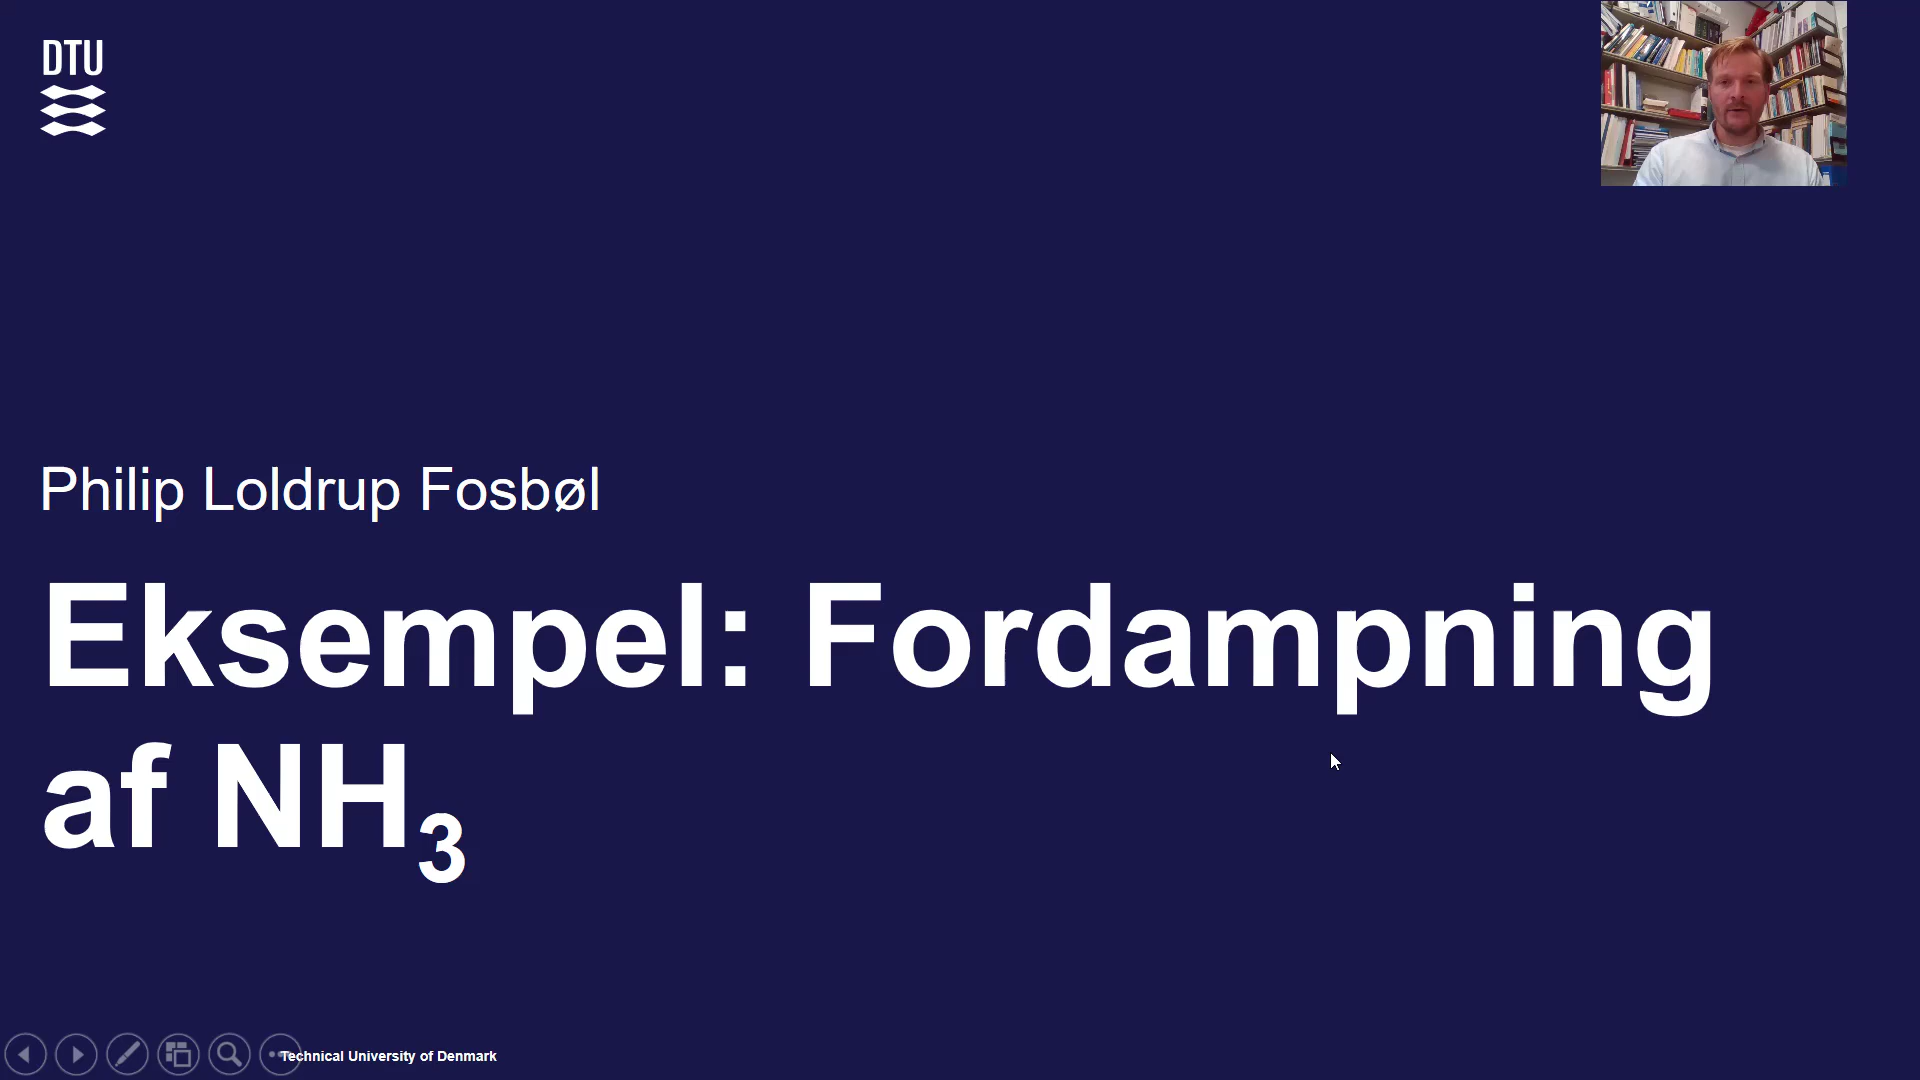 DTU
Philip Loldrup Fosbøl
Eksempel: Fordampning
af NH₃
Technical University of Denmark